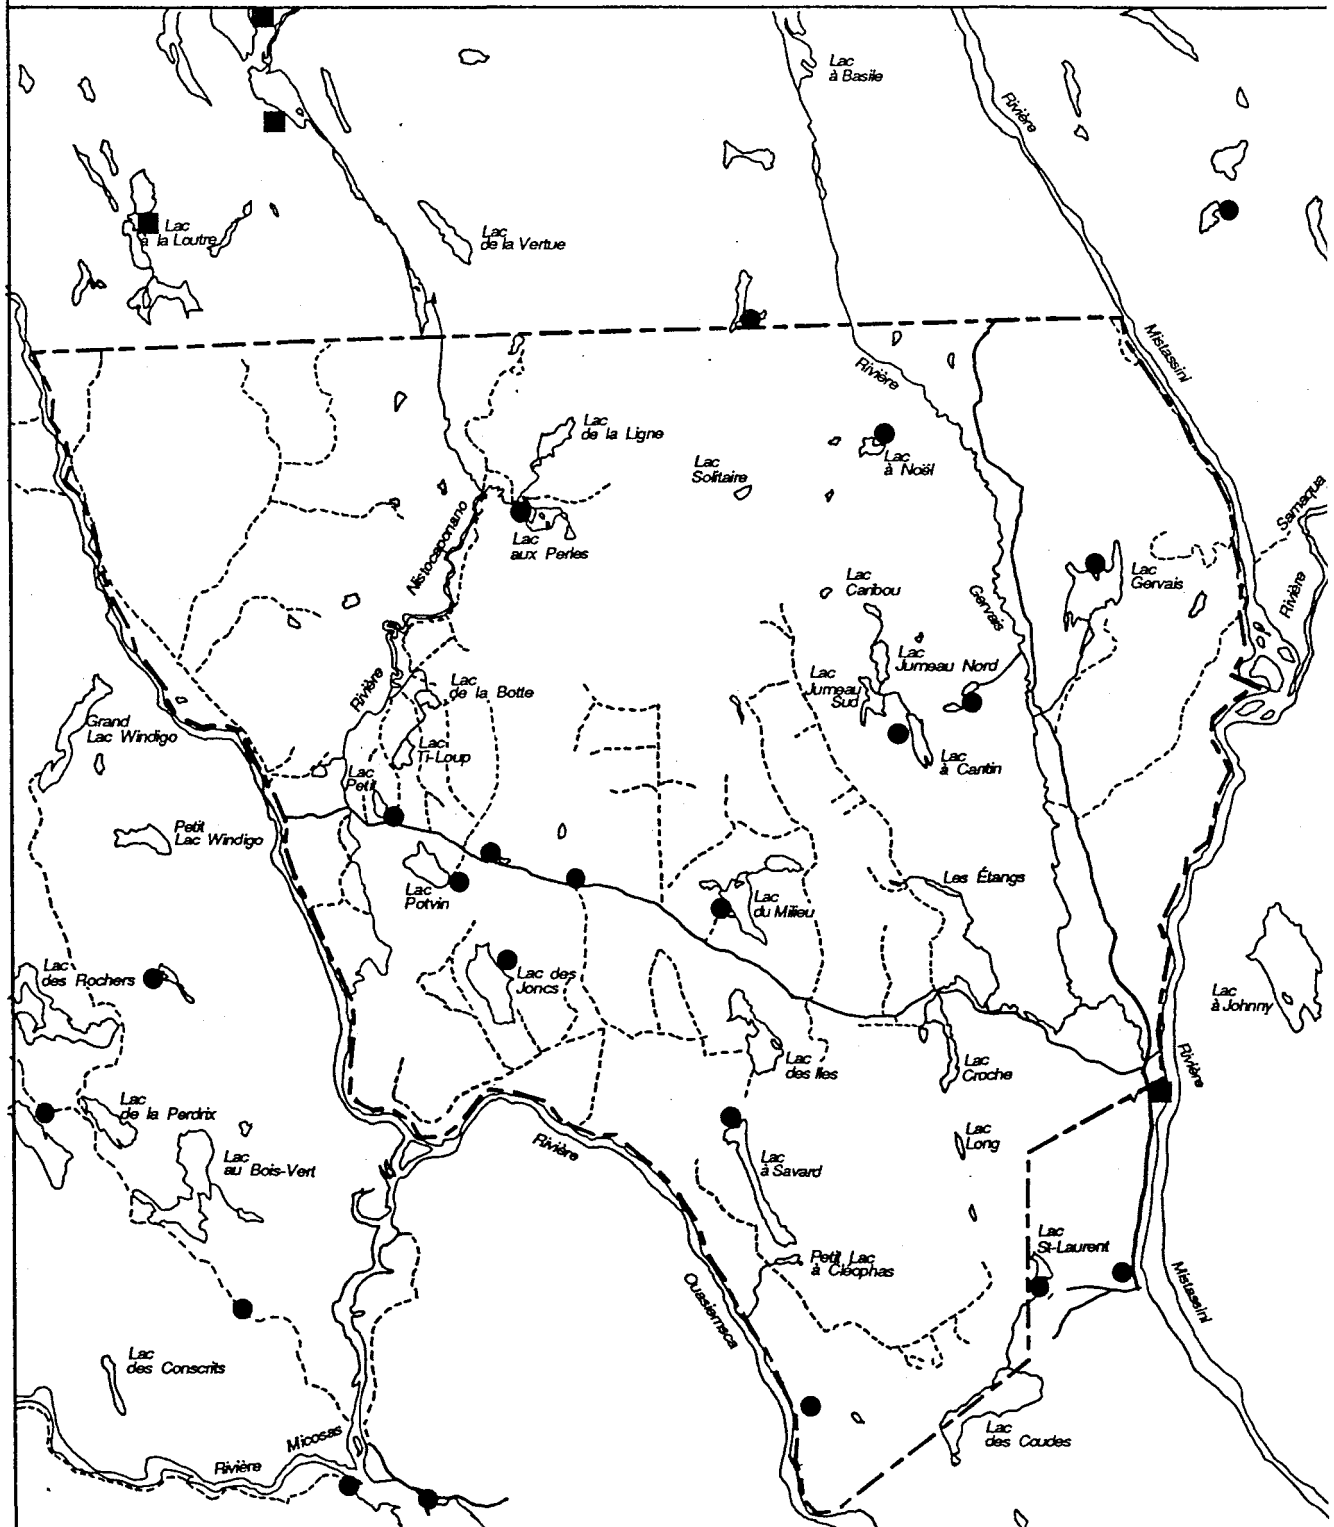 Lac
à Basile
Rivière
Lac
à la Loutre
Lac
de la Vertue
Mistassini
Rivière
Lac
de la Ligne
Lac
Solitaire
Lac
à Noël
Samaqua
Nistocaponano
Lac
aux Perles
Lac
Caribou
Gervais
Lac
Gervais
Rivière
Lac
Jumeau Nord
Lac
Jumeau
Sud
Rivière
Lac
de la Botte
Grand
Lac Windigo
Lac
Ti-Loup
Lac
à Cantin
Lac
Petit
Petit
Lac Windigo
Lac
Potvin
Les Étangs
Lac
du Milieu
Lac
des Rochers
Lac des
Joncs
Lac
à Johnny
Lac
des Iles
Lac
Croche
Rivière
Lac
de la Perdrix
Rivière
Lac
Long
Lac
au Bois-Vert
Lac
à Savard
Lac
St-Laurent
Petit Lac
à Cléophas
Mistassini
Ouasiemsca
Lac
des Conscrits
Micosas
Rivière
Lac
des Coudes